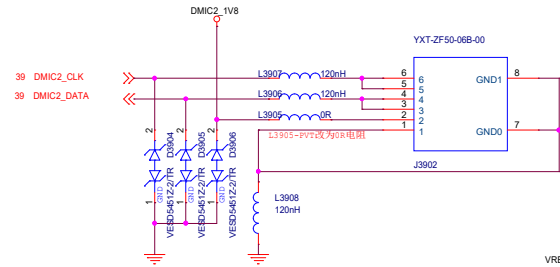 DMIC2_1V8
YXT-ZF50-06B-00
39 DMIC2_CLK
L3907 120nH
6 6 GND1 8
5 5
39 DMIC2_DATA
L3906 120nH
4 4
3 3
L3905 0R
2 2
1 1 GND0 7
L3905-PVT改为0R电阻
J3902
2 2 2
D3904 D3905 D3906
GND GND GND
VESD5451Z-2/TR VESD5451Z-2/TR VESD5451Z-2/TR
1 1 1
L3908
120nH
VRE